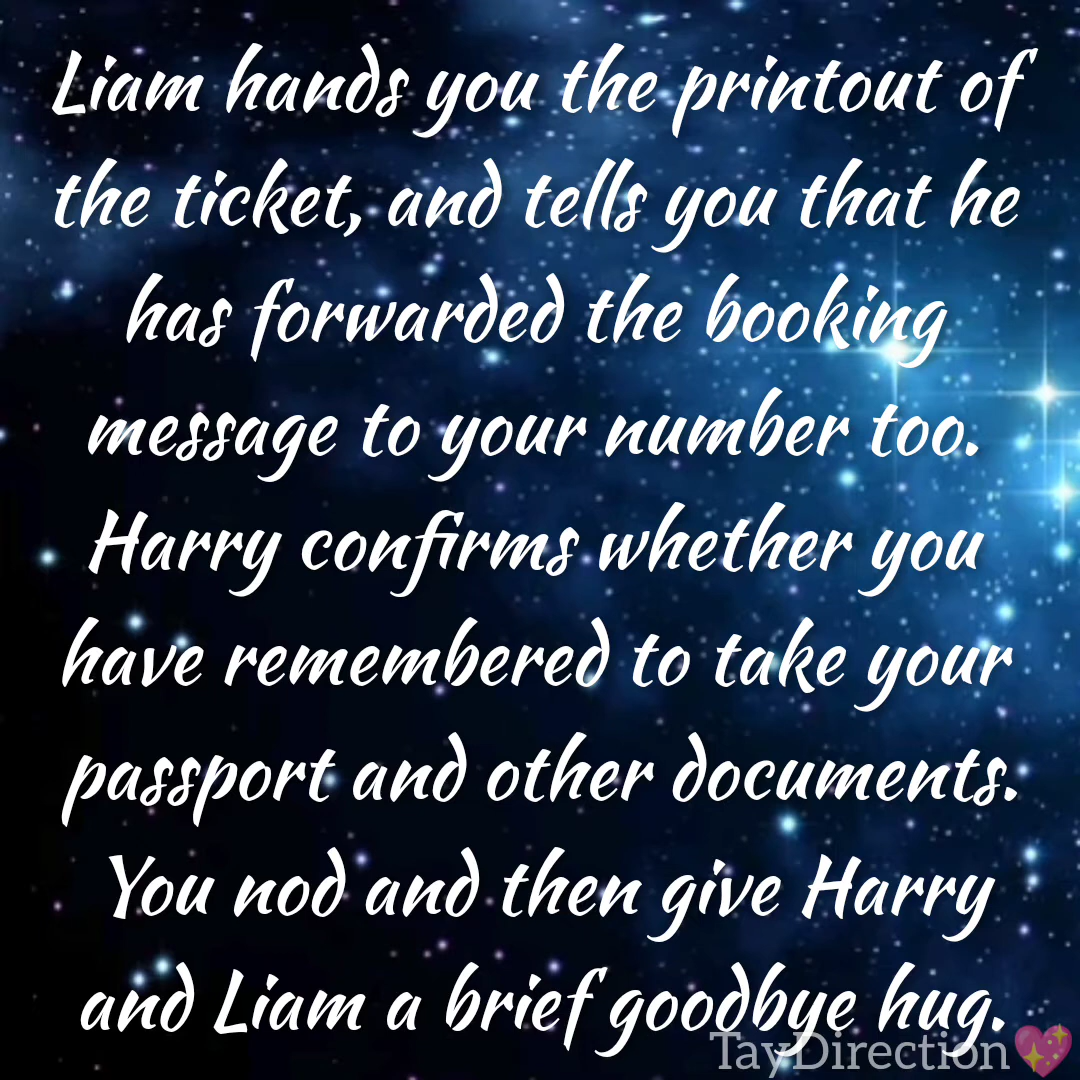 Liam hands you the printout of
the ticket, and tells you that he
has forwarded the booking
message to your number too.
Harry confirms whether you
have remembered to take your
passport and other documents.
You nod and then give Harry
and Liam a brief goodbye hug.
TayDirection💖